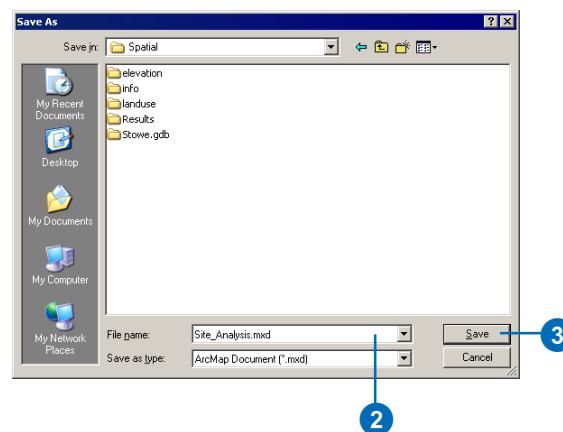 Save As
Save in:
Spatial
elevation
info
landuse
Results
Stowe.gdb
My Recent
Documents
Desktop
My Documents
My Computer
My Network
Places
File name:
Site_Analysis.mxd
Save
3
Save as type:
ArcMap Document (*.mxd)
Cancel
2